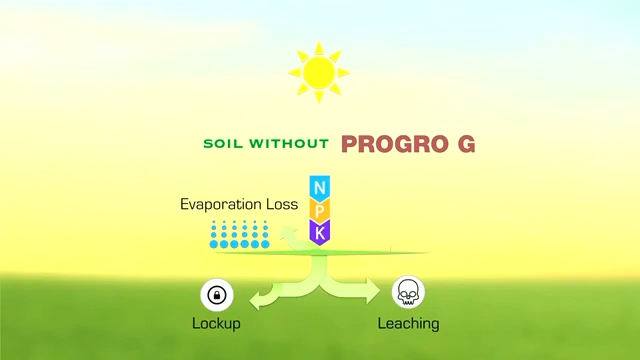 SOIL WITHOUT PROGRO G
N
Evaporation Loss
P
K
Lockup
Leaching